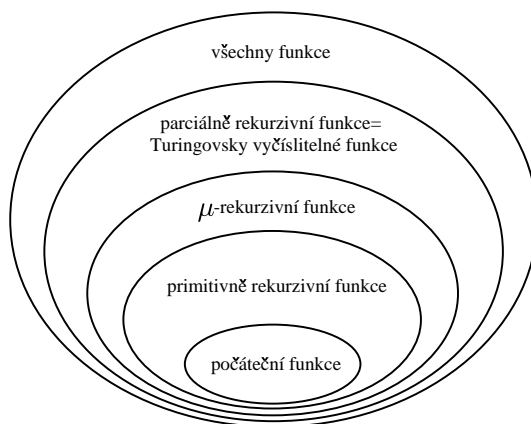 všechny funkce
parciálně rekurzivní funkce=
Turingovsky vyčíslitelné funkce
μ-rekurzivní funkce
primitivně rekurzivní funkce
počáteční funkce